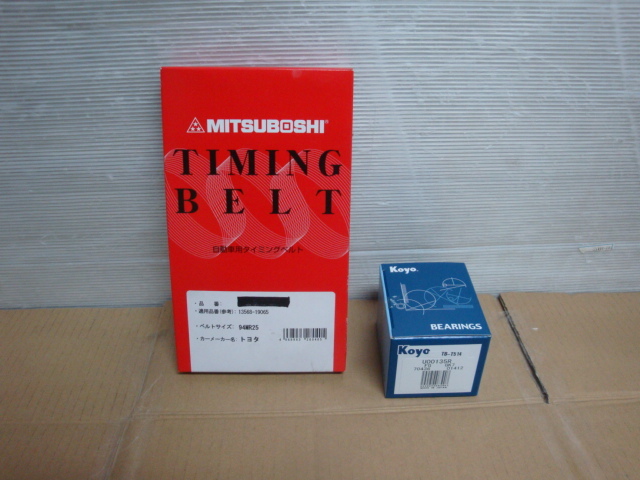 MITSUBOSHI
TIMING
BELT
自動車用タイミングベルト
・品番
・適用品番(参考) 13568-19065
・ベルトサイズ: 94MR25
・カーメーカー名: トヨタ
Koyo
BEARINGS
Koyo
UOO135R